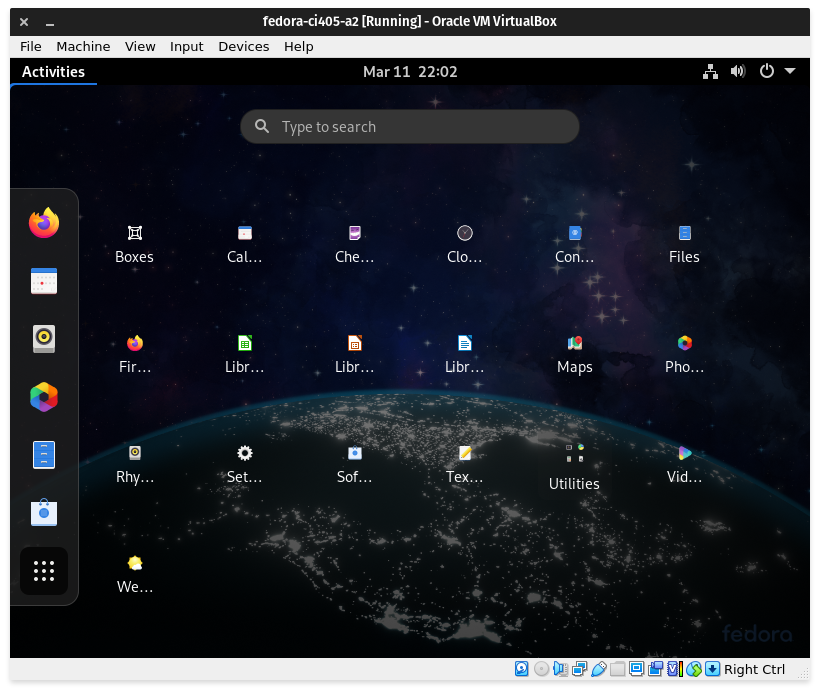 fedora-ci405-a2 [Running] - Oracle VM VirtualBox
File Machine View Input Devices Help
Activities Mar 11 22:02
Type to search
Boxes Cal... Che... Clo... Con... Files
Fir... Libr... Libr... Libr... Maps Pho...
Rhy... Set... Sof... Tex... Utilities Vid...
We...
fedora
Right Ctrl